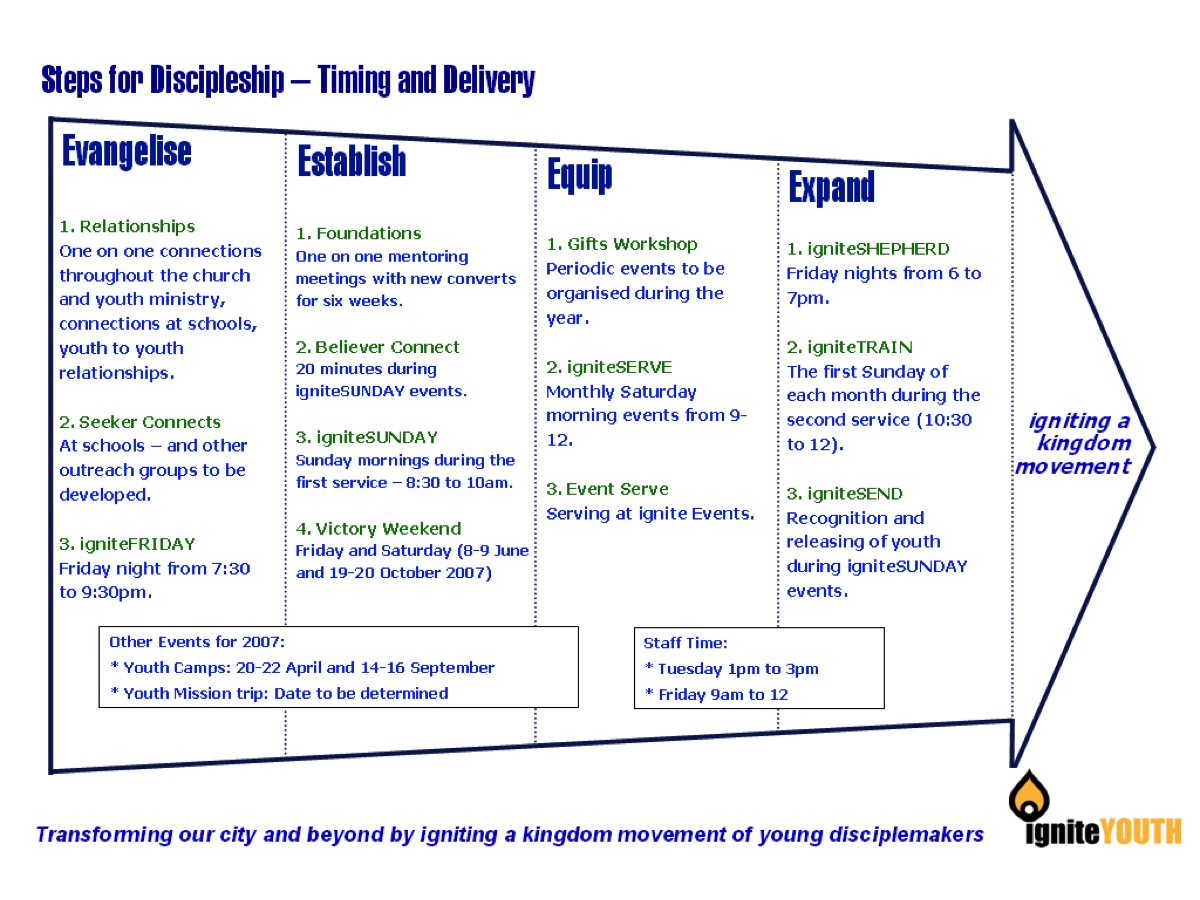 Steps for Discipleship – Timing and Delivery
Evangelise
1. Relationships
One on one connections
throughout the church
and youth ministry,
connections at schools,
youth to youth
relationships.
2. Seeker Connects
At schools – and other
outreach groups to be
developed.
3. igniteFRIDAY
Friday night from 7:30
to 9:30pm.
Establish
1. Foundations
One on one mentoring
meetings with new converts
for six weeks.
2. Believer Connect
20 minutes during
igniteSUNDAY events.
3. igniteSUNDAY
Sunday mornings during the
first service – 8:30 to 10am.
4. Victory Weekend
Friday and Saturday (8-9 June
and 19-20 October 2007)
Equip
1. Gifts Workshop
Periodic events to be
organised during the
year.
2. igniteSERVE
Monthly Saturday
morning events from 9-
12.
3. Event Serve
Serving at ignite Events.
Expand
1. igniteSHEPHERD
Friday nights from 6 to
7pm.
2. igniteTRAIN
The first Sunday of
each month during the
second service (10:30
to 12).
3. igniteSEND
Recognition and
releasing of youth
during igniteSUNDAY
events.
igniting a
kingdom
movement
Other Events for 2007:
* Youth Camps: 20-22 April and 14-16 September
* Youth Mission trip: Date to be determined
Staff Time:
* Tuesday 1pm to 3pm
* Friday 9am to 12
Transforming our city and beyond by igniting a kingdom movement of young disciplemakers
igniteYOUTH